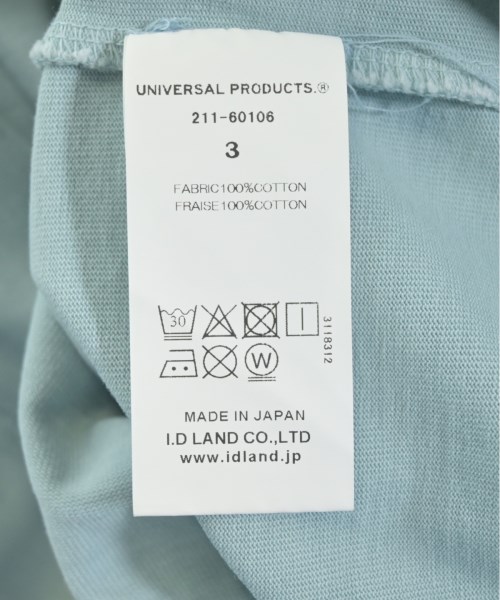 UNIVERSAL PRODUCTS.®
211-60106
3
FABRIC100%COTTON
FRAISE100%COTTON
30
W
3118312
MADE IN JAPAN
I.D LAND CO.,LTD
www.idland.jp